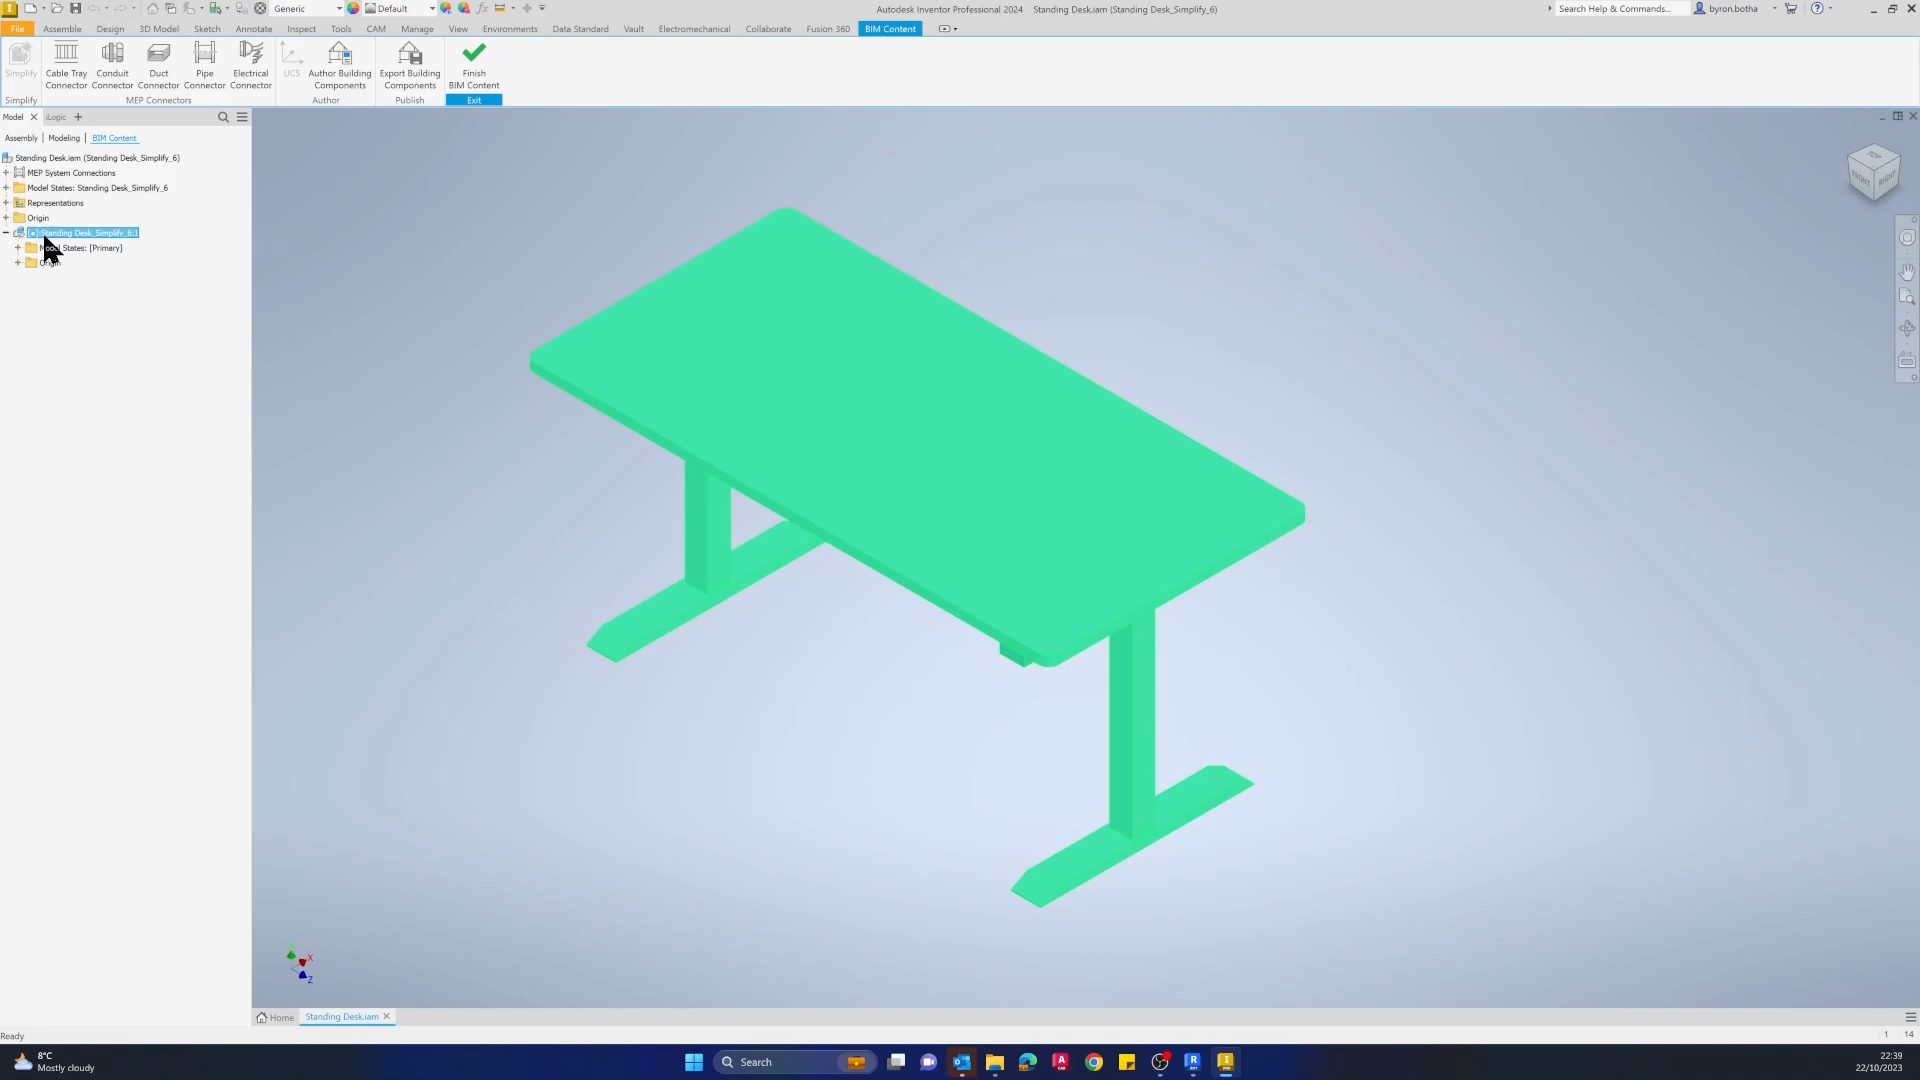 Generic
Default
Autodesk Inventor Professional 2024 Standing Desk.iam (Standing Desk_Simplify_6)
Search Help & Commands...
byron.botha
File Assemble Design 3D Model Sketch Annotate Inspect Tools CAM Manage View Environments Data Standard Vault Electromechanical Collaborate Fusion 360 BIM Content
Simplify
Cable Tray Connector
Conduit Connector
Duct Connector
Pipe Connector
Electrical Connector
UCS
Author Building Components
Export Building Components
Finish BIM Content
Simplify MEP Connectors Author Publish Exit
Model iLogic
Assembly Modeling BIM Content
Standing Desk.iam (Standing Desk_Simplify_6)
MEP System Connections
Model States: Standing Desk_Simplify_6
Representations
Origin
Standing Desk_Simplify_6:1
States: [Primary]
TOP
FRONT
RIGHT
X
Z
Home Standing Desk.iam
Ready
1 14
8°C
Mostly cloudy
Search
22:39
22/10/2023